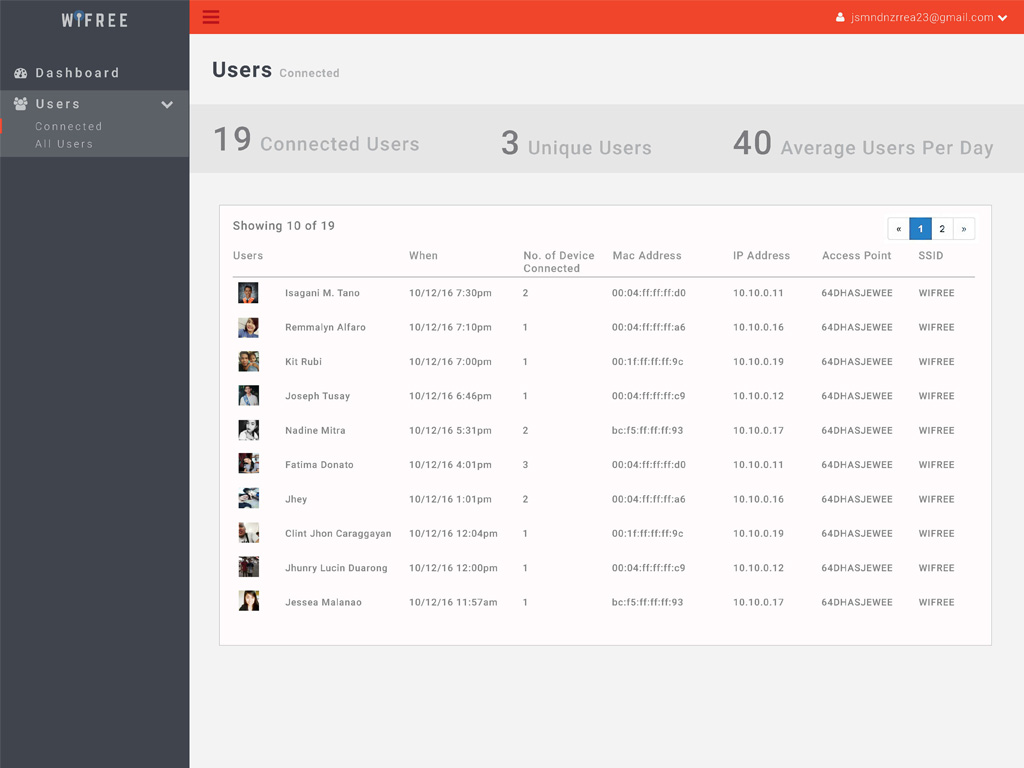 WIFREE
jsmndnzrrea23@gmail.com
Dashboard
Users
Connected
All Users
Users Connected
19 Connected Users 3 Unique Users 40 Average Users Per Day
Showing 10 of 19
« 1 2 »
Users When No. of Device Connected Mac Address IP Address Access Point SSID
Isagani M. Tano 10/12/16 7:30pm 2 00:04:ff:ff:ff:d0 10.10.0.11 64DHASJEWEE WIFREE
Remmalyn Alfaro 10/12/16 7:10pm 1 00:04:ff:ff:ff:a6 10.10.0.16 64DHASJEWEE WIFREE
Kit Rubi 10/12/16 7:00pm 1 00:1f:ff:ff:ff:9c 10.10.0.19 64DHASJEWEE WIFREE
Joseph Tusay 10/12/16 6:46pm 1 00:04:ff:ff:ff:c9 10.10.0.12 64DHASJEWEE WIFREE
Nadine Mitra 10/12/16 5:31pm 2 bc:f5:ff:ff:ff:93 10.10.0.17 64DHASJEWEE WIFREE
Fatima Donato 10/12/16 4:01pm 3 00:04:ff:ff:ff:d0 10.10.0.11 64DHASJEWEE WIFREE
Jhey 10/12/16 1:01pm 2 00:04:ff:ff:ff:a6 10.10.0.16 64DHASJEWEE WIFREE
Clint Jhon Caraggayan 10/12/16 12:04pm 1 00:1f:ff:ff:ff:9c 10.10.0.19 64DHASJEWEE WIFREE
Jhunry Lucin Duarong 10/12/16 12:00pm 1 00:04:ff:ff:ff:c9 10.10.0.12 64DHASJEWEE WIFREE
Jessea Malanao 10/12/16 11:57am 1 bc:f5:ff:ff:ff:93 10.10.0.17 64DHASJEWEE WIFREE